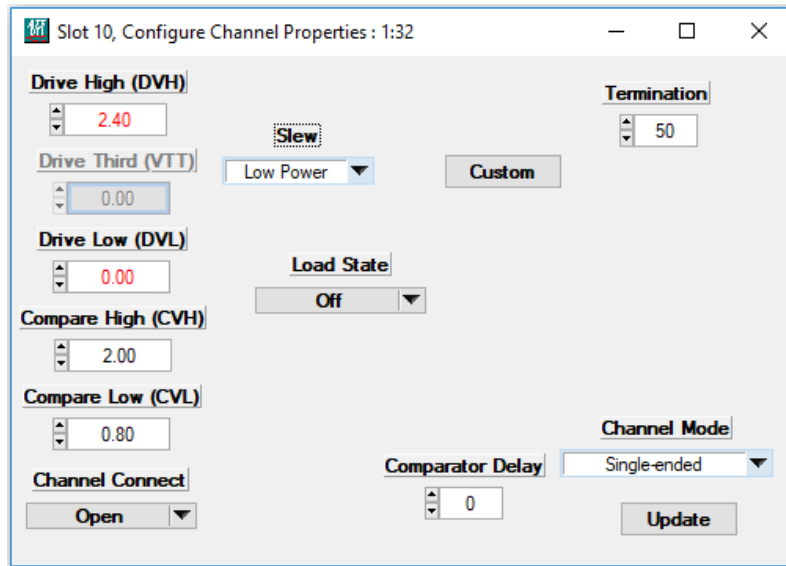 Slot 10, Configure Channel Properties : 1:32
Drive High (DVH)
2.40
Drive Third (VTT)
0.00
Drive Low (DVL)
0.00
Compare High (CVH)
2.00
Compare Low (CVL)
0.80
Channel Connect
Open
Slew
Low Power
Custom
Termination
50
Load State
Off
Comparator Delay
0
Channel Mode
Single-ended
Update